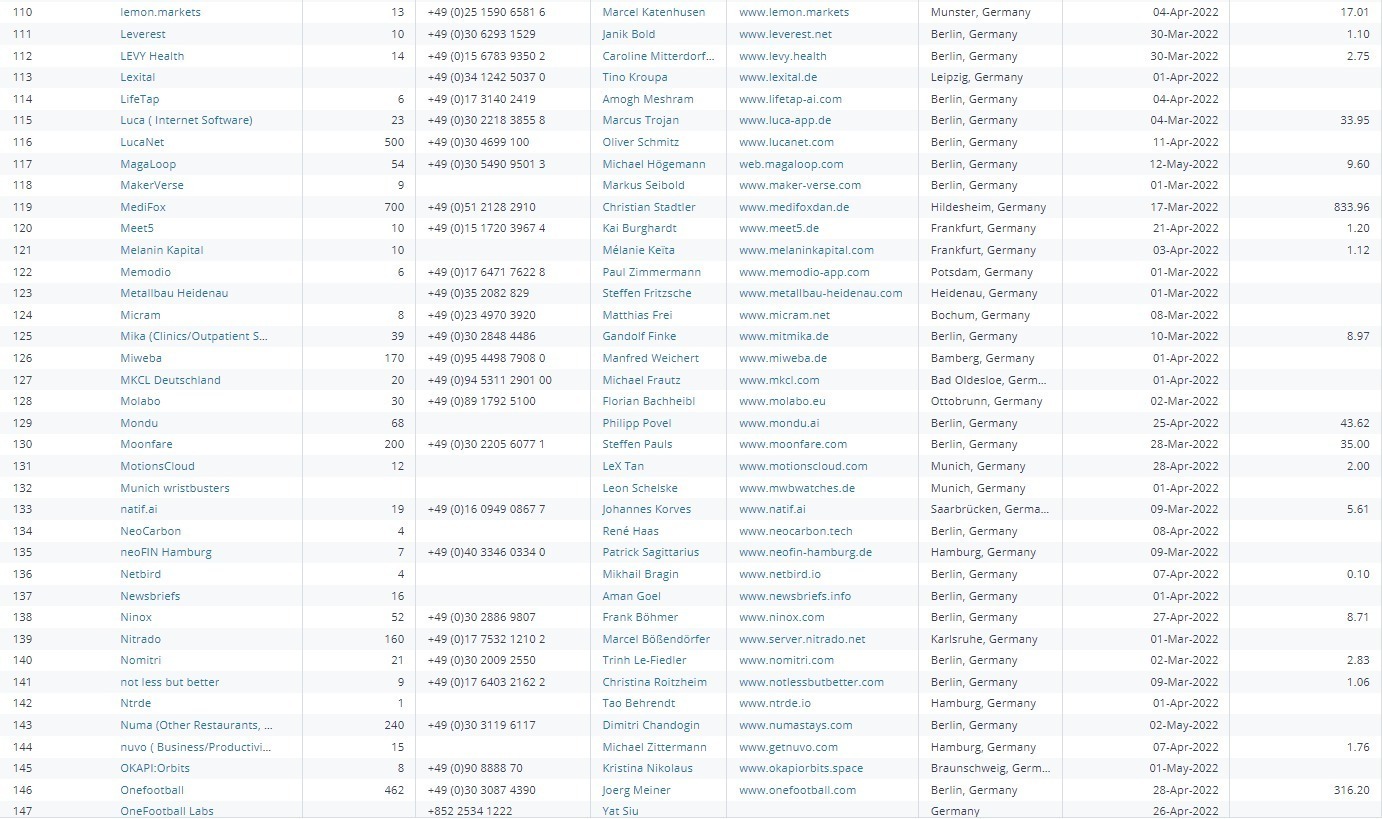 110 lemon.markets 13 +49 (0)25 1590 6581 6 Marcel Katenhusen www.lemon.markets Munster, Germany 04-Apr-2022 17.01
111 Leverest 10 +49 (0)30 6293 1529 Janik Bold www.leverest.net Berlin, Germany 30-Mar-2022 1.10
112 LEVY Health 14 +49 (0)15 6783 9350 2 Caroline Mitterdorf... www.levy.health Berlin, Germany 30-Mar-2022 2.75
113 Lexital +49 (0)34 1242 5037 0 Tino Kroupa www.lexital.de Leipzig, Germany 01-Apr-2022
114 LifeTap 6 +49 (0)17 3140 2419 Amogh Meshram www.lifetap-ai.com Berlin, Germany 04-Apr-2022
115 Luca ( Internet Software) 23 +49 (0)30 2218 3855 8 Marcus Trojan www.luca-app.de Berlin, Germany 04-Mar-2022 33.95
116 LucaNet 500 +49 (0)30 4699 100 Oliver Schmitz www.lucanet.com Berlin, Germany 11-Apr-2022
117 MagaLoop 54 +49 (0)30 5490 9501 3 Michael Högemann web.magaloop.com Berlin, Germany 12-May-2022 9.60
118 MakerVerse 9 Markus Seibold www.maker-verse.com Berlin, Germany 01-Mar-2022
119 MediFox 700 +49 (0)51 2128 2910 Christian Stadtler www.medifoxdan.de Hildesheim, Germany 17-Mar-2022 833.96
120 Meet5 10 +49 (0)15 1720 3967 4 Kai Burghardt www.meet5.de Frankfurt, Germany 21-Apr-2022 1.20
121 Melanin Kapital 10 Mélanie Keïta www.melaninkapital.com Frankfurt, Germany 03-Apr-2022 1.12
122 Memodio 6 +49 (0)17 6471 7622 8 Paul Zimmermann www.memodio-app.com Potsdam, Germany 01-Mar-2022
123 Metallbau Heidenau +49 (0)35 2082 829 Steffen Fritzsche www.metallbau-heidenau.com Heidenau, Germany 01-Mar-2022
124 Micram 8 +49 (0)23 4970 3920 Matthias Frei www.micram.net Bochum, Germany 08-Mar-2022
125 Mika (Clinics/Outpatient S... 39 +49 (0)30 2848 4486 Gandolf Finke www.mitmika.de Berlin, Germany 10-Mar-2022 8.97
126 Miweba 170 +49 (0)95 4498 7908 0 Manfred Weichert www.miweba.de Bamberg, Germany 01-Apr-2022
127 MKCL Deutschland 20 +49 (0)94 5311 2901 00 Michael Frautz www.mkcl.com Bad Oldesloe, Germ... 01-Apr-2022
128 Molabo 30 +49 (0)89 1792 5100 Florian Bachheibl www.molabo.eu Ottobrunn, Germany 02-Mar-2022
129 Mondu 68 Philipp Povel www.mondu.ai Berlin, Germany 25-Apr-2022 43.62
130 Moonfare 200 +49 (0)30 2205 6077 1 Steffen Pauls www.moonfare.com Berlin, Germany 28-Mar-2022 35.00
131 MotionsCloud 12 LeX Tan www.motionscloud.com Munich, Germany 28-Apr-2022 2.00
132 Munich wristbusters Leon Schelske www.mwbwatches.de Munich, Germany 01-Apr-2022
133 natif.ai 19 +49 (0)16 0949 0867 7 Johannes Korves www.natif.ai Saarbrücken, Germa... 09-Mar-2022 5.61
134 NeoCarbon 4 René Haas www.neocarbon.tech Berlin, Germany 08-Apr-2022
135 neoFIN Hamburg 7 +49 (0)40 3346 0334 0 Patrick Sagittarius www.neofin-hamburg.de Hamburg, Germany 09-Mar-2022
136 Netbird 4 Mikhail Bragin www.netbird.io Berlin, Germany 07-Apr-2022 0.10
137 Newsbriefs 16 Aman Goel www.newsbriefs.info Berlin, Germany 01-Apr-2022
138 Ninox 52 +49 (0)30 2886 9807 Frank Böhmer www.ninox.com Berlin, Germany 27-Apr-2022 8.71
139 Nitrado 160 +49 (0)17 7532 1210 2 Marcel Bößendörfer www.server.nitrado.net Karlsruhe, Germany 01-Mar-2022
140 Nomitri 21 +49 (0)30 2009 2550 Trinh Le-Fiedler www.nomitri.com Berlin, Germany 02-Mar-2022 2.83
141 not less but better 9 +49 (0)17 6403 2162 2 Christina Roitzheim www.notlessbutbetter.com Berlin, Germany 09-Mar-2022 1.06
142 Ntrde 1 Tao Behrendt www.ntrde.io Hamburg, Germany 01-Apr-2022
143 Numa (Other Restaurants, ... 240 +49 (0)30 3119 6117 Dimitri Chandogin www.numastays.com Berlin, Germany 02-May-2022
144 nuvo ( Business/Productivi... 15 Michael Zittermann www.getnuvo.com Hamburg, Germany 07-Apr-2022 1.76
145 OKAPI:Orbits 8 +49 (0)90 8888 70 Kristina Nikolaus www.okapiorbits.space Braunschweig, Germ... 01-May-2022
146 Onefootball 462 +49 (0)30 3087 4390 Joerg Meiner www.onefootball.com Berlin, Germany 28-Apr-2022 316.20
147 OneFootball Labs +852 2534 1222 Yat Siu Germany 26-Apr-2022